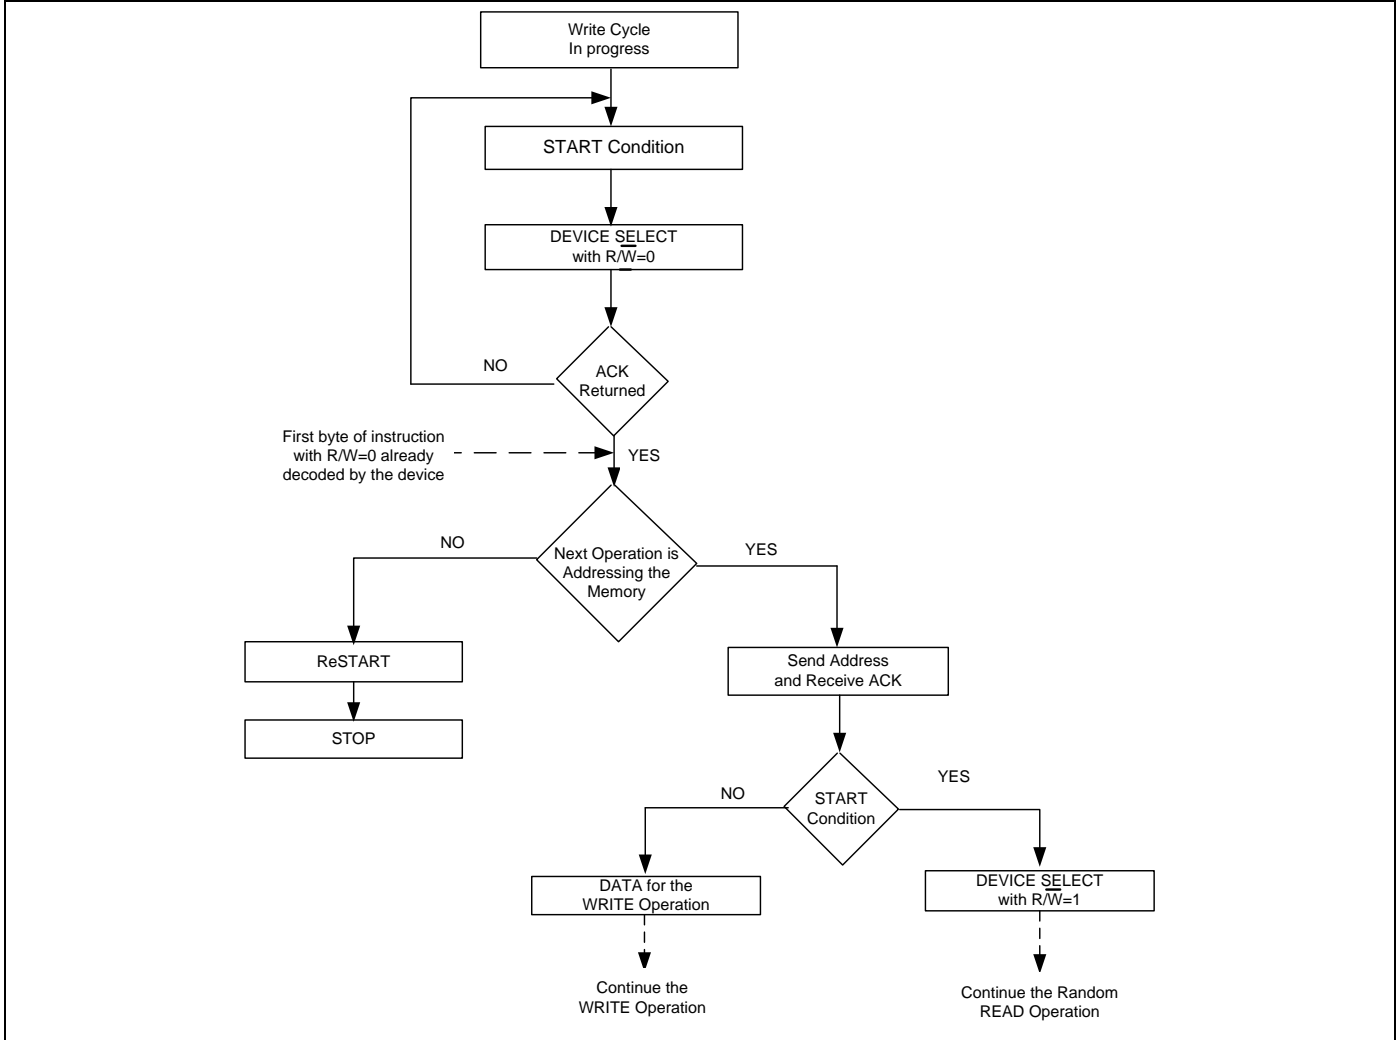 Write Cycle
In progress
START Condition
DEVICE SELECT
with R/W̅=0
NO
ACK
Returned
First byte of instruction
with R/W=0 already
decoded by the device
YES
NO
YES
Next Operation is
Addressing the
Memory
ReSTART
Send Address
and Receive ACK
STOP
YES
NO
START
Condition
DATA for the
WRITE Operation
DEVICE SELECT
with R/W̅=1
Continue the
WRITE Operation
Continue the Random
READ Operation